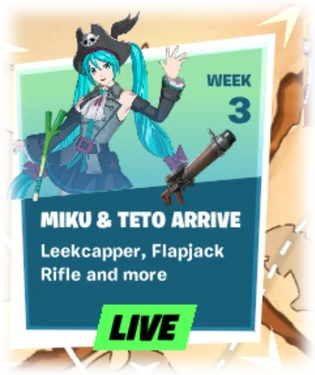 WEEK
3
MIKU & TETO ARRIVE
Leekcapper, Flapjack
Rifle and more
LIVE